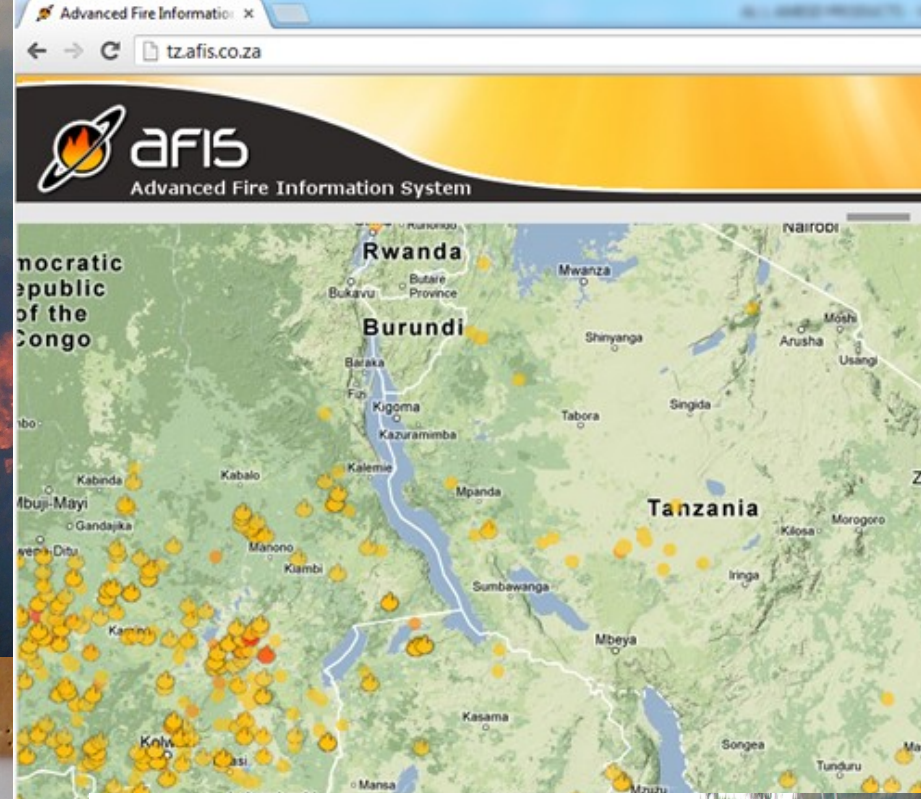 Advanced Fire Informatio
tz.afis.co.za
afis
Advanced Fire Information System
Nairobi
Rwanda
mocratic
epublic
of the
Congo
Butare
Province
Bukavu
Mwanza
Burundi
Moshi
Arusha
Usangi
Shinyanga
Baraka
Fizi
Kigoma
Kazuramimba
Tabora
Singida
Kalemie
Kabinda
Kabalo
Mbuji-Mayi
Mpanda
Tanzania
Z
Gandajika
Kilosa
Morogoro
Manono
Kiambi
Iringa
Sumbawanga
Mbeya
Kasama
Songea
Tunduru
Ma
Mansa
Mzuzu